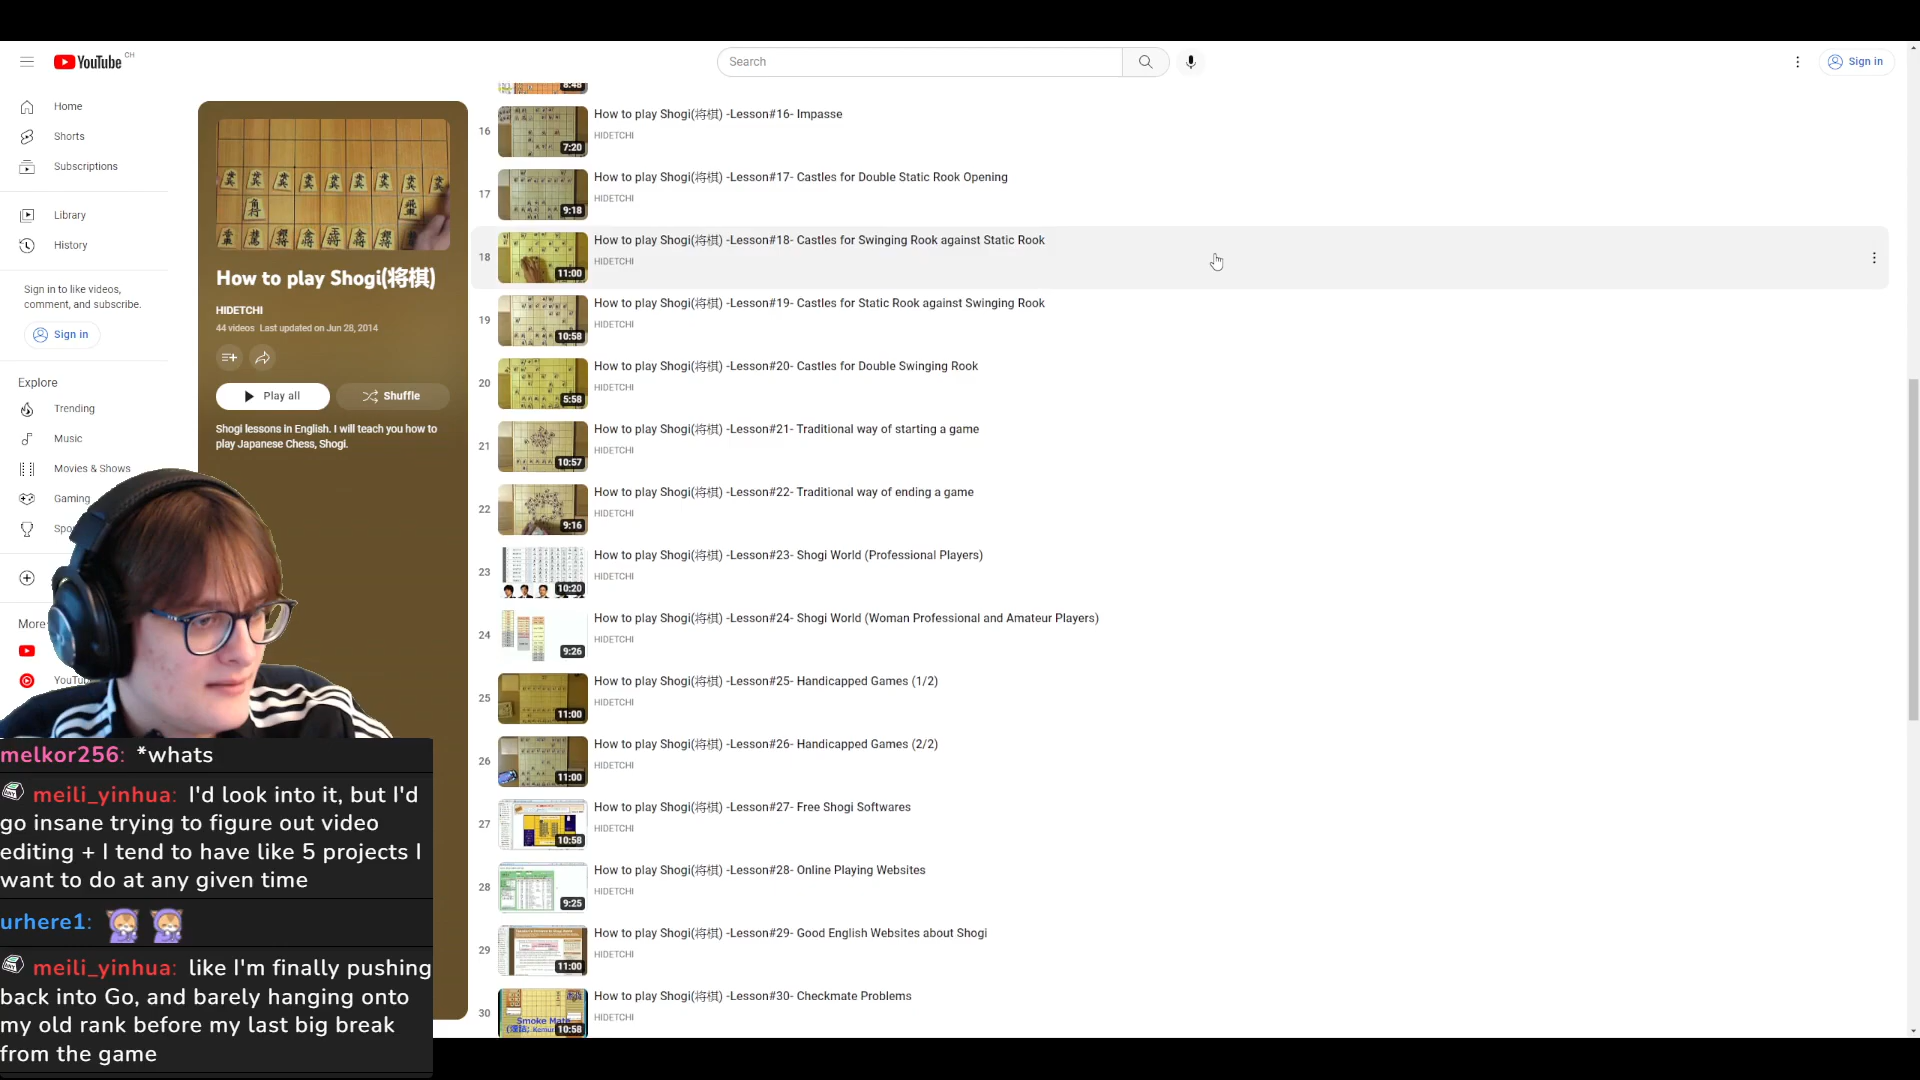 YouTube CH
Search
Sign in
Home
Shorts
Subscriptions
Library
History
Sign in to like videos,
comment, and subscribe.
Sign in
Explore
Trending
Music
Movies & Shows
Gaming
Spo
More
YouTu
How to play Shogi(将棋)
HIDETCHI
44 videos Last updated on Jun 28, 2014
Play all
Shuffle
Shogi lessons in English. I will teach you how to
play Japanese Chess, Shogi.
8:48
16
7:20
How to play Shogi(将棋) -Lesson#16- Impasse
HIDETCHI
17
9:18
How to play Shogi(将棋) -Lesson#17- Castles for Double Static Rook Opening
HIDETCHI
18
11:00
How to play Shogi(将棋) -Lesson#18- Castles for Swinging Rook against Static Rook
HIDETCHI
19
10:58
How to play Shogi(将棋) -Lesson#19- Castles for Static Rook against Swinging Rook
HIDETCHI
20
5:58
How to play Shogi(将棋) -Lesson#20- Castles for Double Swinging Rook
HIDETCHI
21
10:57
How to play Shogi(将棋) -Lesson#21- Traditional way of starting a game
HIDETCHI
22
9:16
How to play Shogi(将棋) -Lesson#22- Traditional way of ending a game
HIDETCHI
23
10:20
How to play Shogi(将棋) -Lesson#23- Shogi World (Professional Players)
HIDETCHI
24
9:26
How to play Shogi(将棋) -Lesson#24- Shogi World (Woman Professional and Amateur Players)
HIDETCHI
25
11:00
How to play Shogi(将棋) -Lesson#25- Handicapped Games (1/2)
HIDETCHI
26
11:00
How to play Shogi(将棋) -Lesson#26- Handicapped Games (2/2)
HIDETCHI
27
10:58
How to play Shogi(将棋) -Lesson#27- Free Shogi Softwares
HIDETCHI
28
9:25
How to play Shogi(将棋) -Lesson#28- Online Playing Websites
HIDETCHI
29
11:00
How to play Shogi(将棋) -Lesson#29- Good English Websites about Shogi
HIDETCHI
30
Smoke Mate
10:58
How to play Shogi(将棋) -Lesson#30- Checkmate Problems
HIDETCHI
melkor256: *whats
meili_yinhua: I'd look into it, but I'd
go insane trying to figure out video
editing + I tend to have like 5 projects I
want to do at any given time
urhere1:
meili_yinhua: like I'm finally pushing
back into Go, and barely hanging onto
my old rank before my last big break
from the game